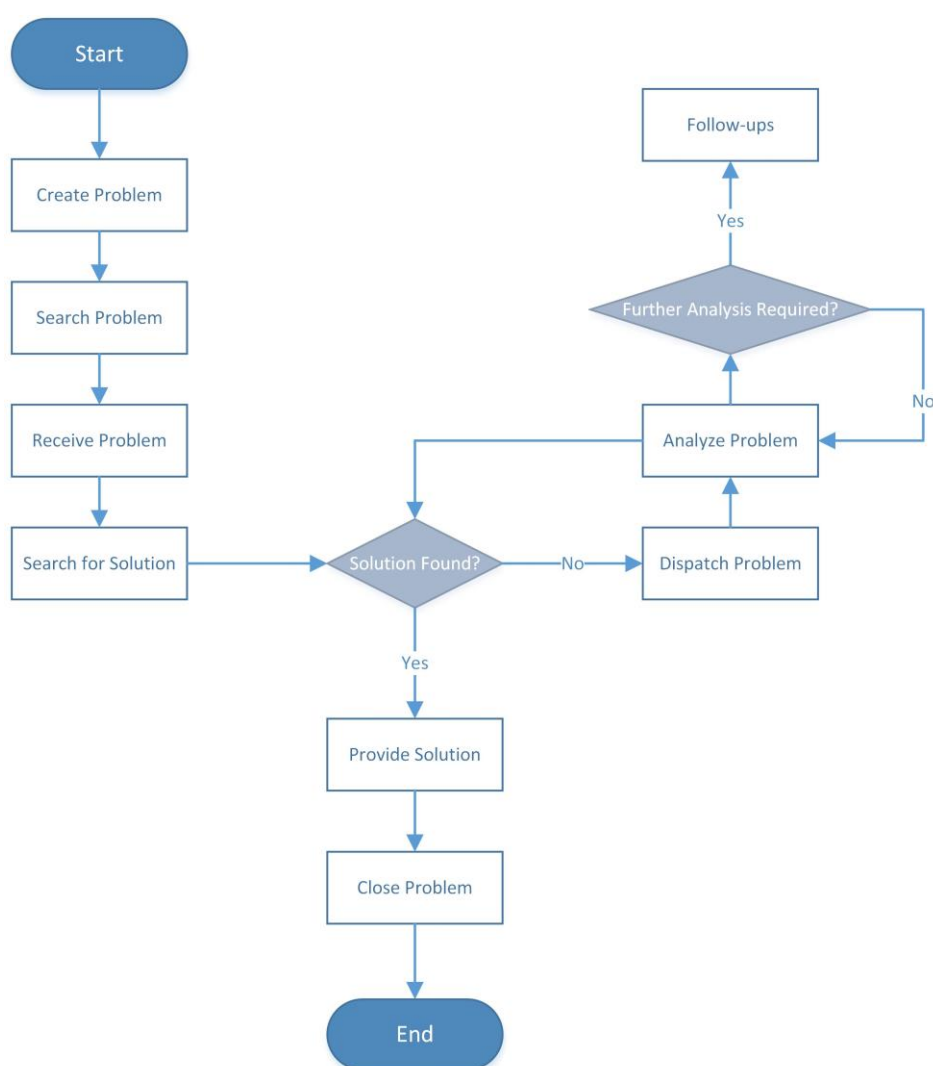 Start
Create Problem
Search Problem
Receive Problem
Search for Solution
Solution Found?
No
Dispatch Problem
Analyze Problem
Further Analysis Required?
No
Yes
Follow-ups
Yes
Provide Solution
Close Problem
End